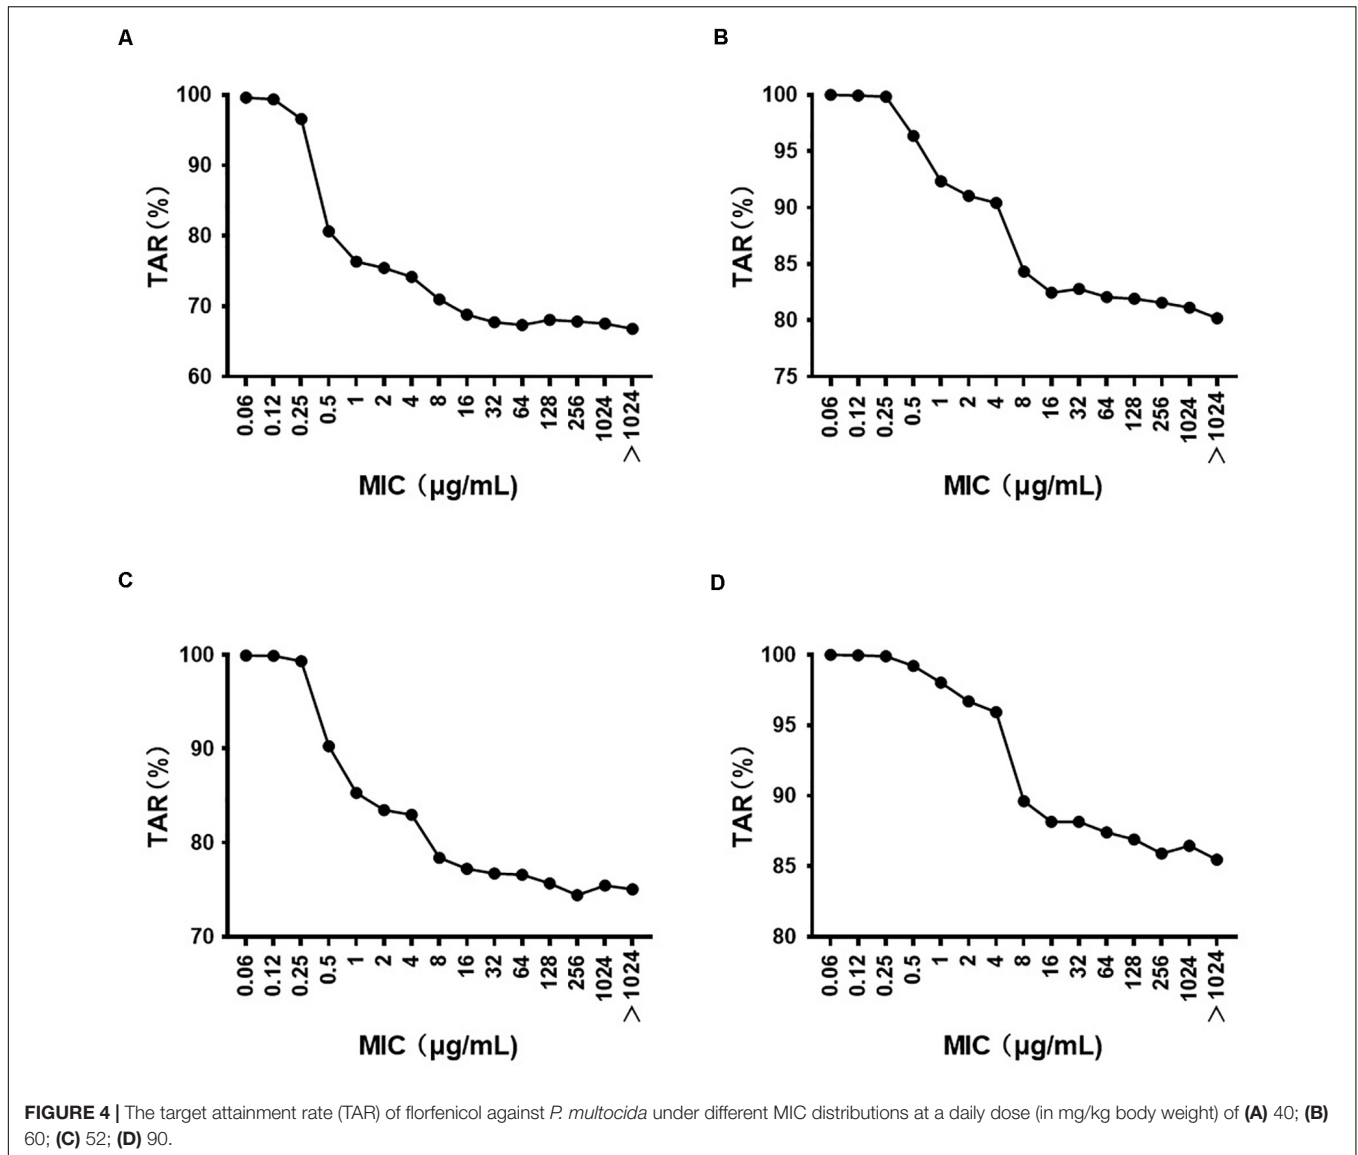 A
100
90
80
70
60
TAR (%)
0.06 0.12 0.25 0.5 1 2 4 8 16 32 64 128 256 1024 >1024
MIC (μg/mL)
B
100
95
90
85
80
75
TAR (%)
0.06 0.12 0.25 0.5 1 2 4 8 16 32 64 128 256 1024 >1024
MIC (μg/mL)
C
100
90
80
70
TAR (%)
0.06 0.12 0.25 0.5 1 2 4 8 16 32 64 128 256 1024 >1024
MIC (μg/mL)
D
100
95
90
85
80
TAR (%)
0.06 0.12 0.25 0.5 1 2 4 8 16 32 64 128 256 1024 >1024
MIC (μg/mL)
FIGURE 4 | The target attainment rate (TAR) of florfenicol against P. multocida under different MIC distributions at a daily dose (in mg/kg body weight) of (A) 40; (B)
60; (C) 52; (D) 90.